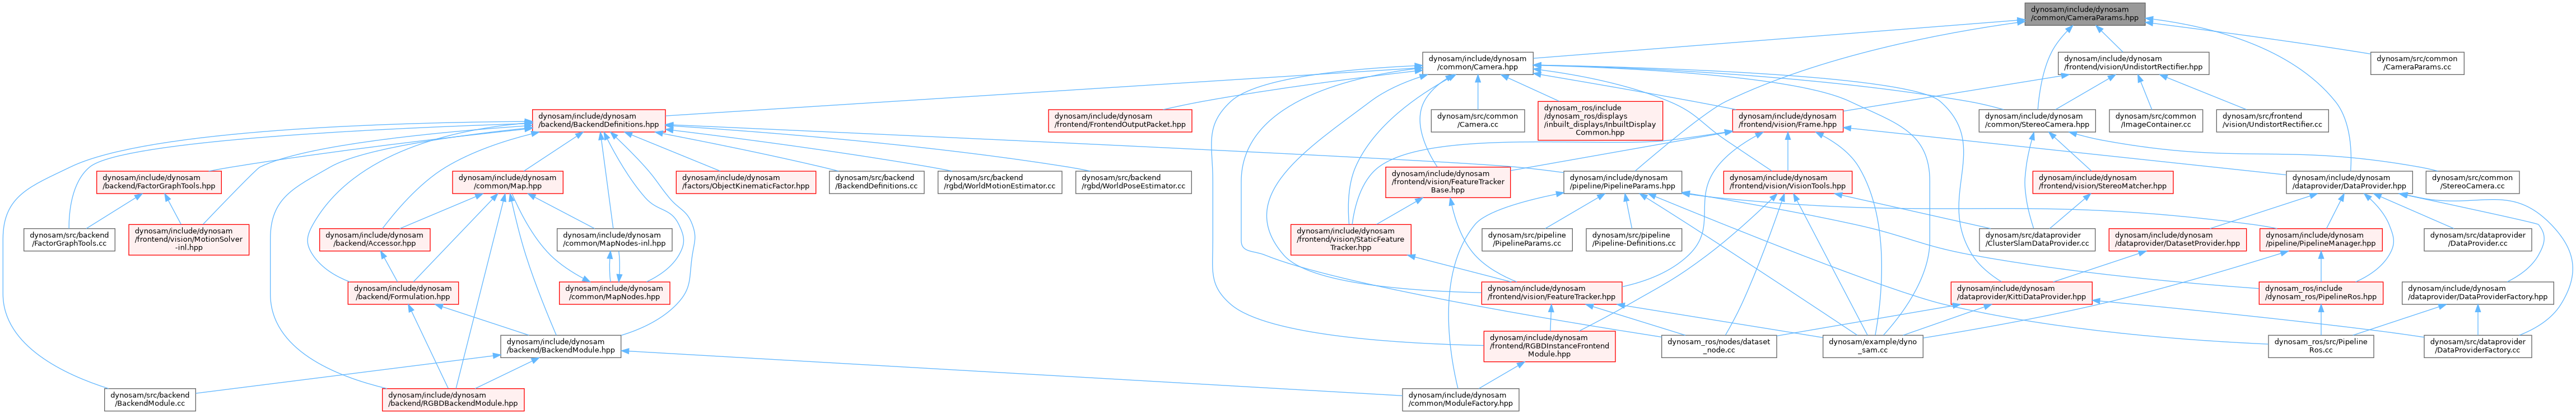 dynosam/include/dynosam
/common/CameraParams.hpp
dynosam/include/dynosam
/common/Camera.hpp
dynosam/include/dynosam
/frontend/vision/UndistortRectifier.hpp
dynosam/src/common
/CameraParams.cc
dynosam/include/dynosam
/backend/BackendDefinitions.hpp
dynosam/include/dynosam
/frontend/FrontendOutputPacket.hpp
dynosam/src/common
/Camera.cc
dynosam_ros/include
/dynosam_ros/displays
/inbuilt_displays/InbuiltDisplay
Common.hpp
dynosam/include/dynosam
/frontend/vision/Frame.hpp
dynosam/include/dynosam
/common/StereoCamera.hpp
dynosam/src/common
/ImageContainer.cc
dynosam/src/frontend
/vision/UndistortRectifier.cc
dynosam/include/dynosam
/backend/FactorGraphTools.hpp
dynosam/include/dynosam
/common/Map.hpp
dynosam/include/dynosam
/factors/ObjectKinematicFactor.hpp
dynosam/src/backend
/BackendDefinitions.cc
dynosam/src/backend
/rgbd/WorldMotionEstimator.cc
dynosam/src/backend
/rgbd/WorldPoseEstimator.cc
dynosam/include/dynosam
/frontend/vision/FeatureTracker
Base.hpp
dynosam/include/dynosam
/pipeline/PipelineParams.hpp
dynosam/include/dynosam
/frontend/vision/VisionTools.hpp
dynosam/include/dynosam
/frontend/vision/StereoMatcher.hpp
dynosam/include/dynosam
/dataprovider/DataProvider.hpp
dynosam/src/common
/StereoCamera.cc
dynosam/src/backend
/FactorGraphTools.cc
dynosam/include/dynosam
/frontend/vision/MotionSolver
-inl.hpp
dynosam/include/dynosam
/backend/Accessor.hpp
dynosam/include/dynosam
/common/MapNodes-inl.hpp
dynosam/include/dynosam
/frontend/vision/StaticFeature
Tracker.hpp
dynosam/src/pipeline
/PipelineParams.cc
dynosam/src/pipeline
/Pipeline-Definitions.cc
dynosam/src/dataprovider
/ClusterSlamDataProvider.cc
dynosam/include/dynosam
/dataprovider/DatasetProvider.hpp
dynosam/include/dynosam
/pipeline/PipelineManager.hpp
dynosam/src/dataprovider
/DataProvider.cc
dynosam/include/dynosam
/backend/Formulation.hpp
dynosam/include/dynosam
/common/MapNodes.hpp
dynosam/include/dynosam
/frontend/vision/FeatureTracker.hpp
dynosam/include/dynosam
/dataprovider/KittiDataProvider.hpp
dynosam_ros/include
/dynosam_ros/PipelineRos.hpp
dynosam/include/dynosam
/dataprovider/DataProviderFactory.hpp
dynosam/include/dynosam
/backend/BackendModule.hpp
dynosam/include/dynosam
/frontend/RGBDInstanceFrontend
Module.hpp
dynosam_ros/nodes/dataset
_node.cc
dynosam/example/dyno
_sam.cc
dynosam_ros/src/Pipeline
Ros.cc
dynosam/src/dataprovider
/DataProviderFactory.cc
dynosam/src/backend
/BackendModule.cc
dynosam/include/dynosam
/backend/RGBDBackendModule.hpp
dynosam/include/dynosam
/common/ModuleFactory.hpp